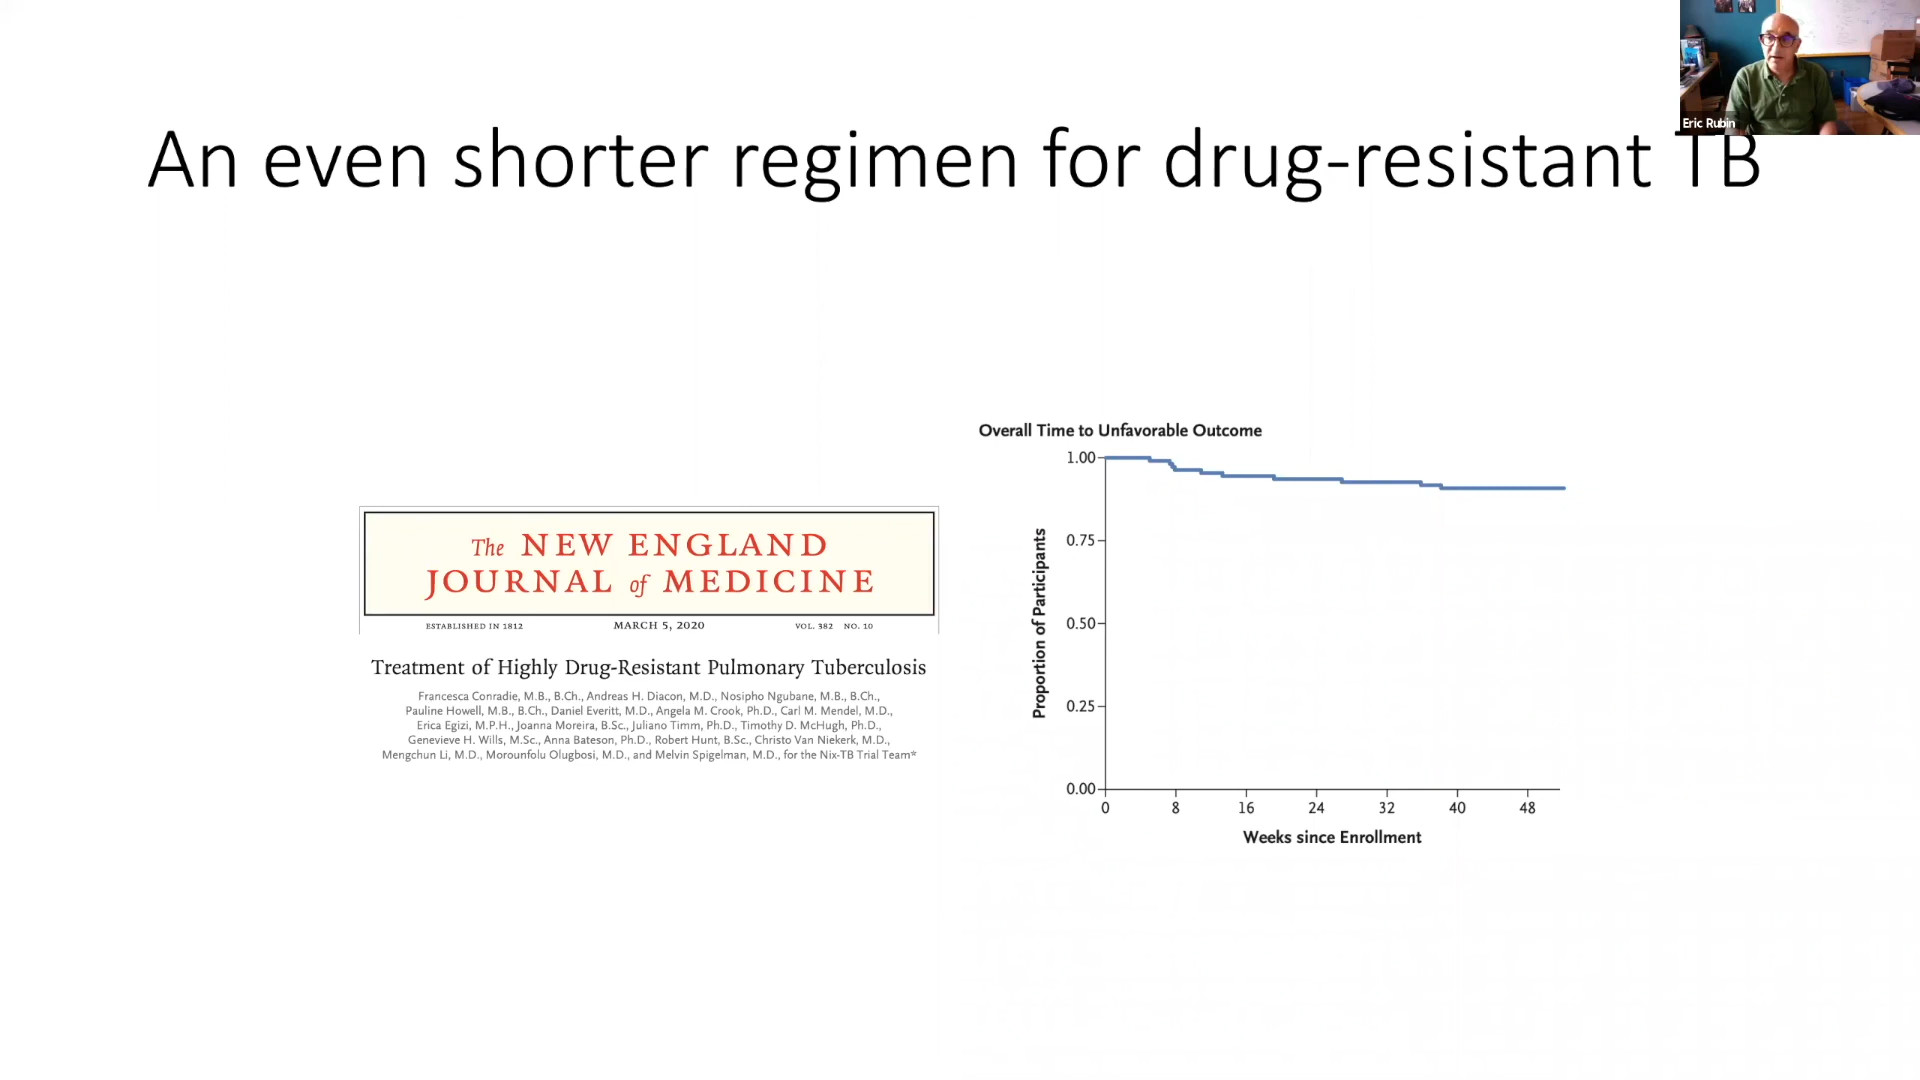 An even shorter regimen for drug-resistant TB
Eric Rubin
The NEW ENGLAND
JOURNAL of MEDICINE
ESTABLISHED IN 1812 MARCH 5, 2020 VOL. 382 NO. 10
Treatment of Highly Drug-Resistant Pulmonary Tuberculosis
Francesca Conradie, M.B., B.Ch., Andreas H. Diacon, M.D., Nosipho Ngubane, M.B., B.Ch.,
Pauline Howell, M.B., B.Ch., Daniel Everitt, M.D., Angela M. Crook, Ph.D., Carl M. Mendel, M.D.,
Erica Egizi, M.P.H., Joanna Moreira, B.Sc., Juliano Timm, Ph.D., Timothy D. McHugh, Ph.D.,
Genevieve H. Wills, M.Sc., Anna Bateson, Ph.D., Robert Hunt, B.Sc., Christo Van Niekerk, M.D.,
Mengchun Li, M.D., Morounfolu Olugbosi, M.D., and Melvin Spigelman, M.D., for the Nix-TB Trial Team*
Overall Time to Unfavorable Outcome
Proportion of Participants
1.00
0.75
0.50
0.25
0.00
0 8 16 24 32 40 48
Weeks since Enrollment